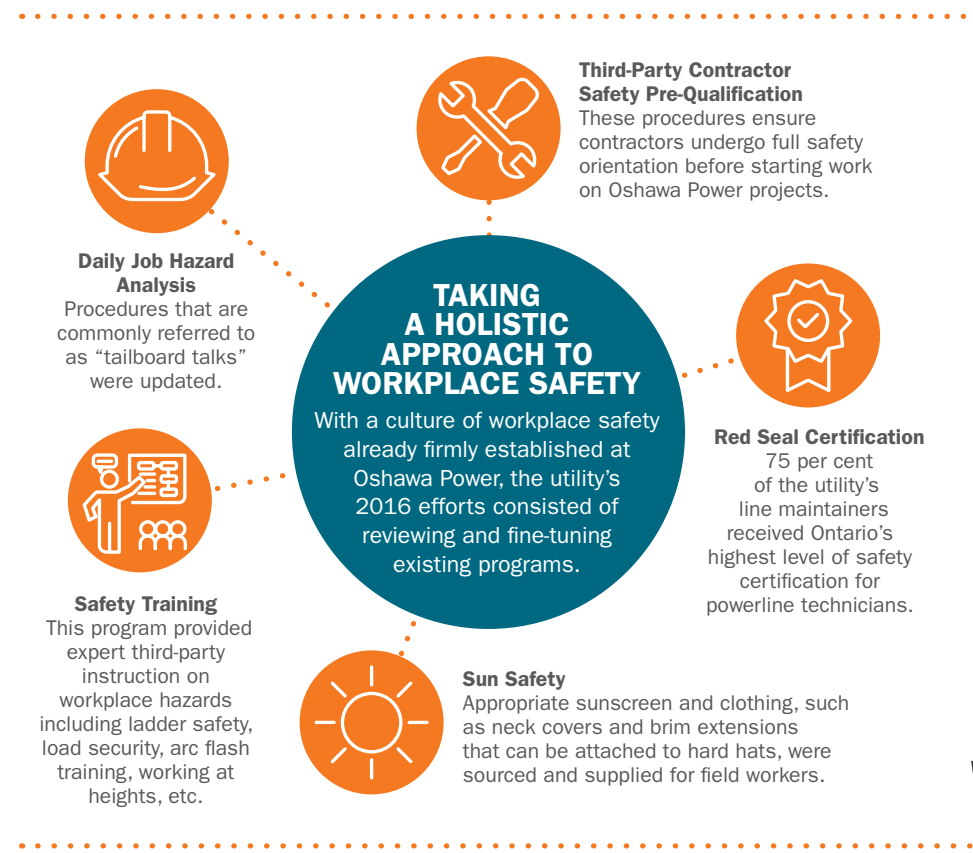 Third-Party Contractor
Safety Pre-Qualification
These procedures ensure
contractors undergo full safety
orientation before starting work
on Oshawa Power projects.
Daily Job Hazard
Analysis
Procedures that are
commonly referred to
as “tailboard talks”
were updated.
TAKING
A HOLISTIC
APPROACH TO
WORKPLACE SAFETY
With a culture of workplace safety
already firmly established at
Oshawa Power, the utility’s
2016 efforts consisted of
reviewing and fine-tuning
existing programs.
Red Seal Certification
75 per cent
of the utility’s
line maintainers
received Ontario’s
highest level of safety
certification for
powerline technicians.
Safety Training
This program provided
expert third-party
instruction on
workplace hazards
including ladder safety,
load security, arc flash
training, working at
heights, etc.
Sun Safety
Appropriate sunscreen and clothing, such
as neck covers and brim extensions
that can be attached to hard hats, were
sourced and supplied for field workers.